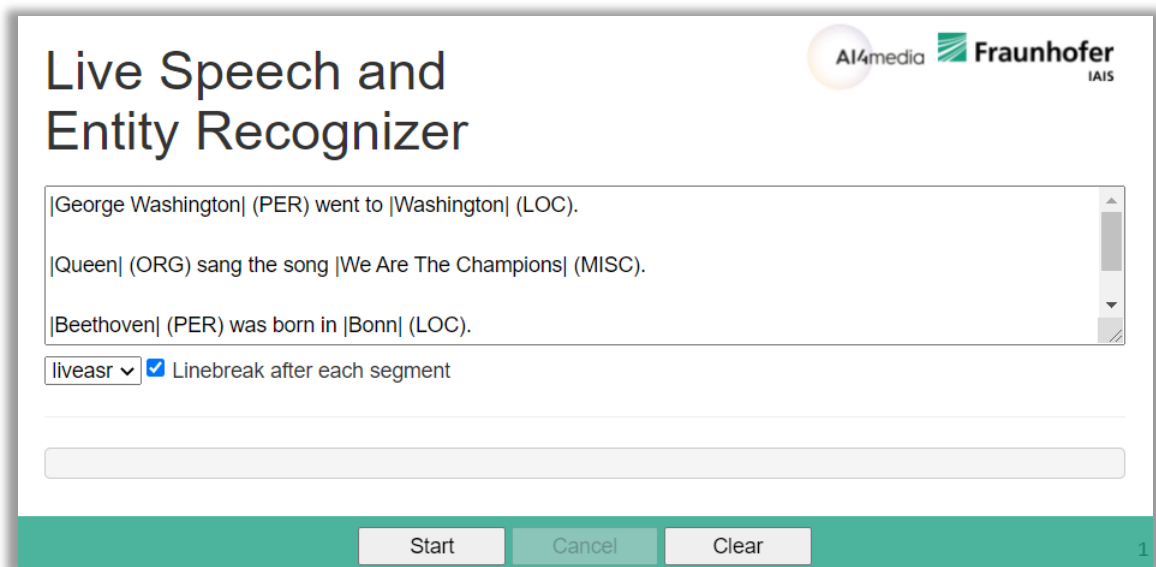 Live Speech and
Entity Recognizer
AI4media
Fraunhofer
IAIS
|George Washington| (PER) went to |Washington| (LOC).
|Queen| (ORG) sang the song |We Are The Champions| (MISC).
|Beethoven| (PER) was born in |Bonn| (LOC).
liveasr Linebreak after each segment
Start Cancel Clear
1